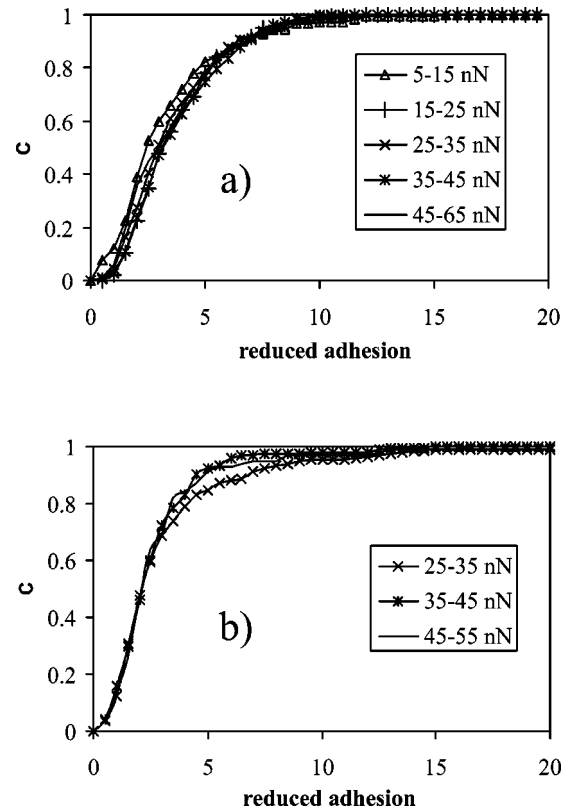 1
0.8
0.6
0.4
0.2
0
C
a)
5-15 nN
15-25 nN
25-35 nN
35-45 nN
45-65 nN
0 5 10 15 20
reduced adhesion
1
0.8
0.6
0.4
0.2
0
C
b)
25-35 nN
35-45 nN
45-55 nN
0 5 10 15 20
reduced adhesion